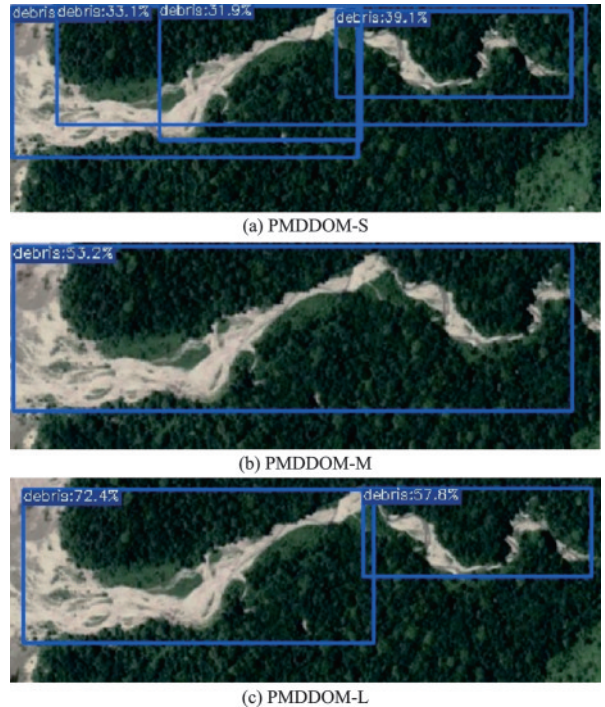 debris debris:33.1% debris:31.9%
debris:39.1%
(a) PMDDOM-S
debris:53.2%
(b) PMDDOM-M
debris:72.4% debris:57.8%
(c) PMDDOM-L